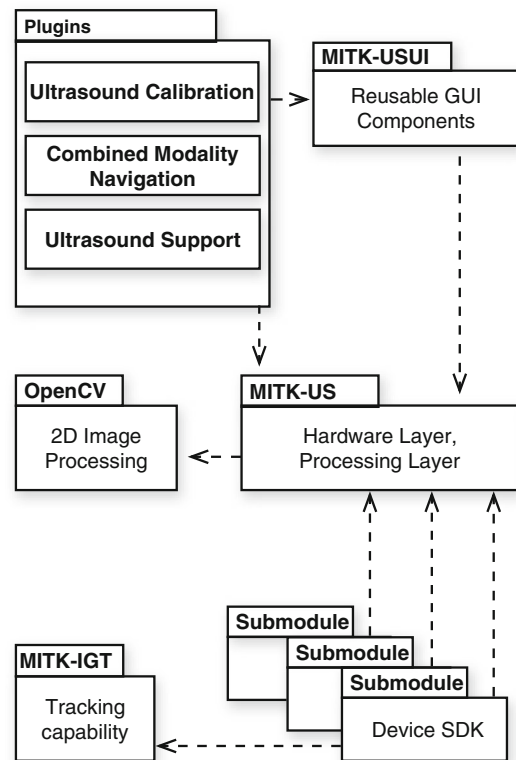 Plugins
Ultrasound Calibration
Combined Modality
Navigation
Ultrasound Support
MITK-USUI
Reusable GUI
Components
OpenCV
2D Image
Processing
MITK-US
Hardware Layer,
Processing Layer
Submodule
Submodule
Submodule
Device SDK
MITK-IGT
Tracking
capability